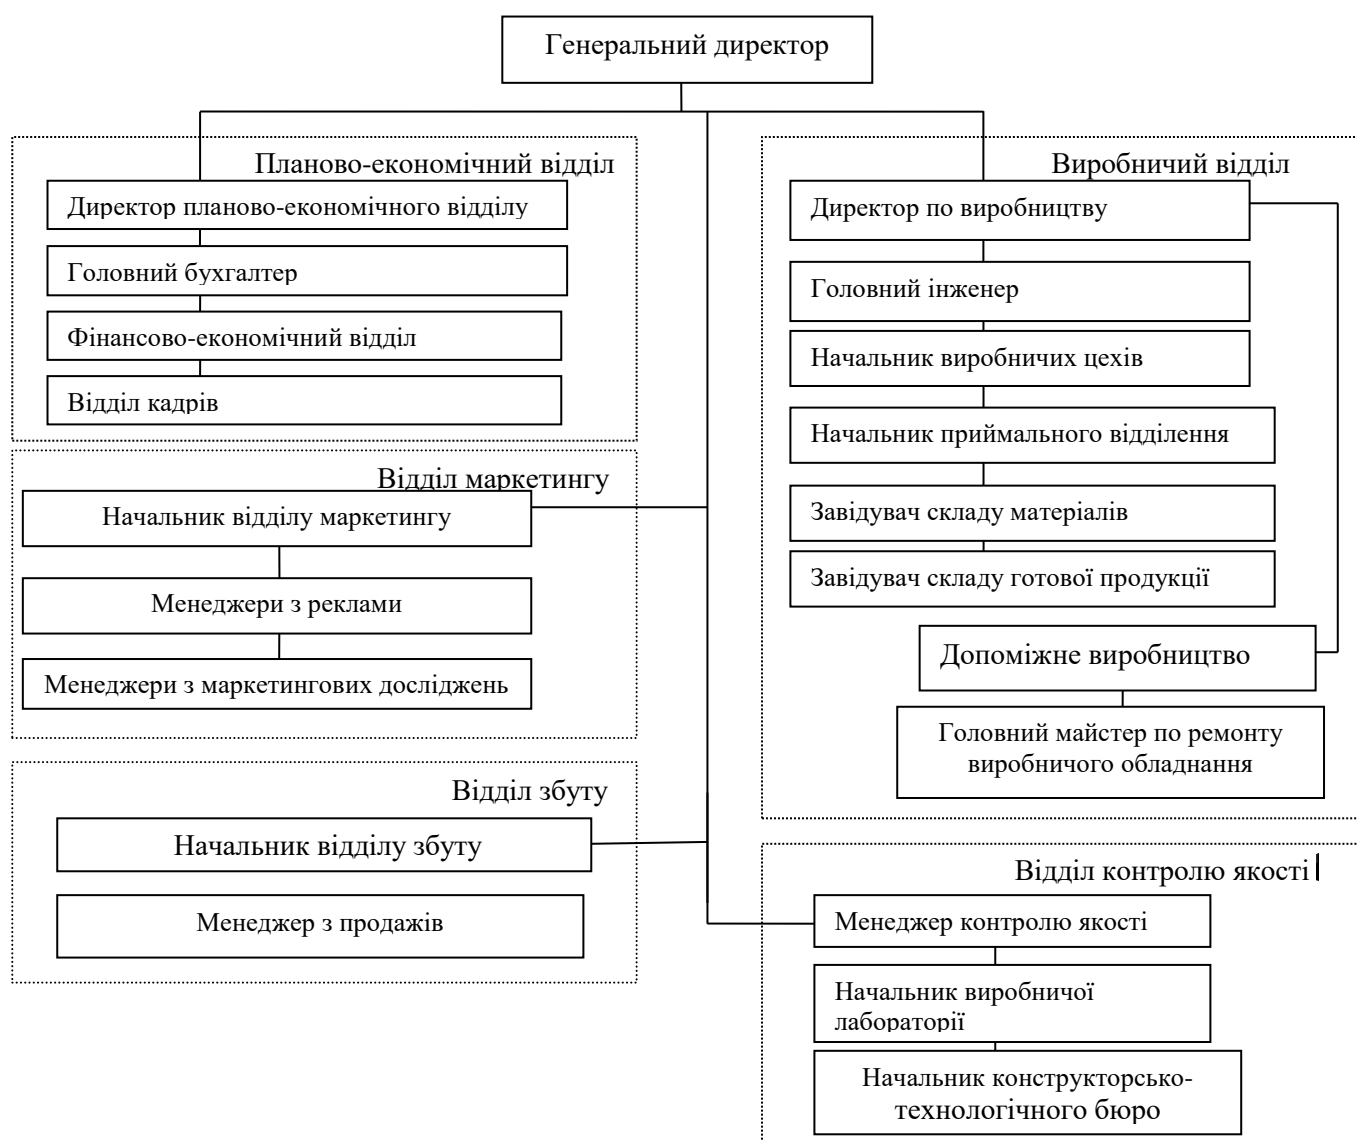 Генеральний директор
Планово-економічний відділ
Директор планово-економічного відділу
Головний бухгалтер
Фінансово-економічний відділ
Відділ кадрів
Відділ маркетингу
Начальник відділу маркетингу
Менеджери з реклами
Менеджери з маркетингових досліджень
Відділ збуту
Начальник відділу збуту
Менеджер з продажів
Виробничий відділ
Директор по виробництву
Головний інженер
Начальник виробничих цехів
Начальник приймального відділення
Завідувач складу матеріалів
Завідувач складу готової продукції
Допоміжне виробництво
Головний майстер по ремонту
виробничого обладнання
Відділ контролю якості
Менеджер контролю якості
Начальник виробничої
лабораторії
Начальник конструкторсько-
технологічного бюро